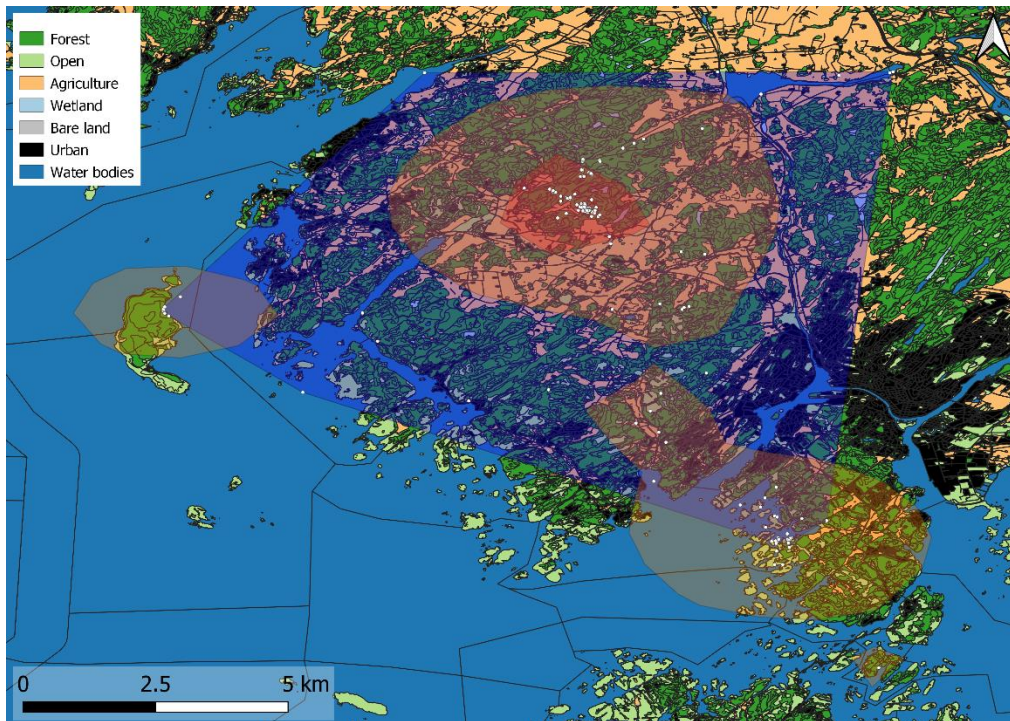 Forest
Open
Agriculture
Wetland
Bare land
Urban
Water bodies
0 2.5 5 km